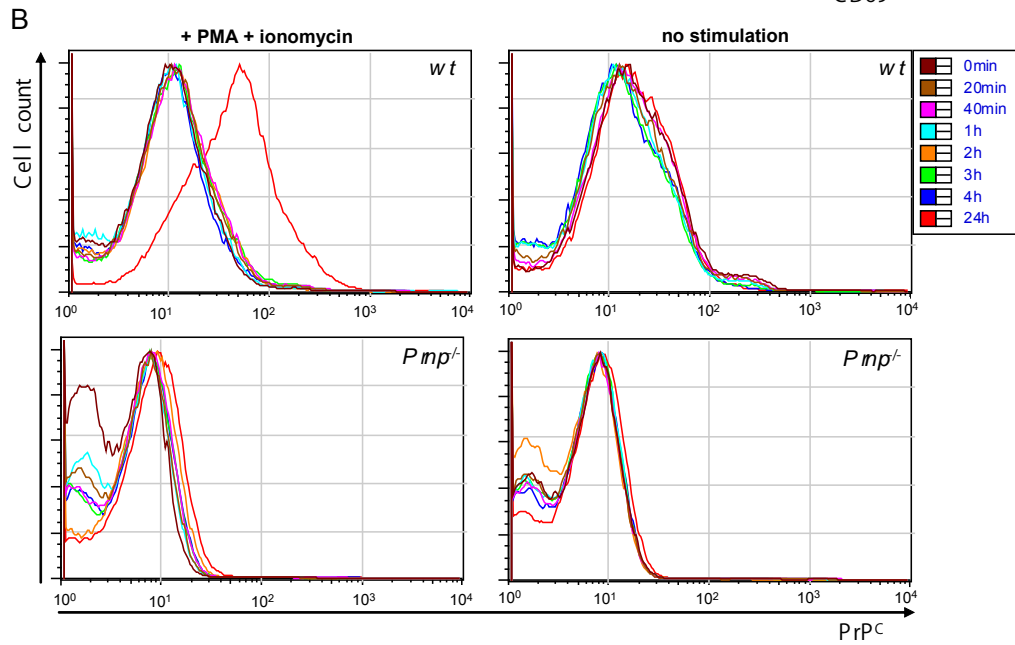 B
+ PMA + ionomycin
no stimulation
Cell count
wt
wt
0min
20min
40min
1h
2h
3h
4h
24h
10⁰ 10¹ 10² 10³ 10⁴
10⁰ 10¹ 10² 10³ 10⁴
Prnp-/-
Prnp-/-
10⁰ 10¹ 10² 10³ 10⁴
10⁰ 10¹ 10² 10³ 10⁴
PrPᶜ